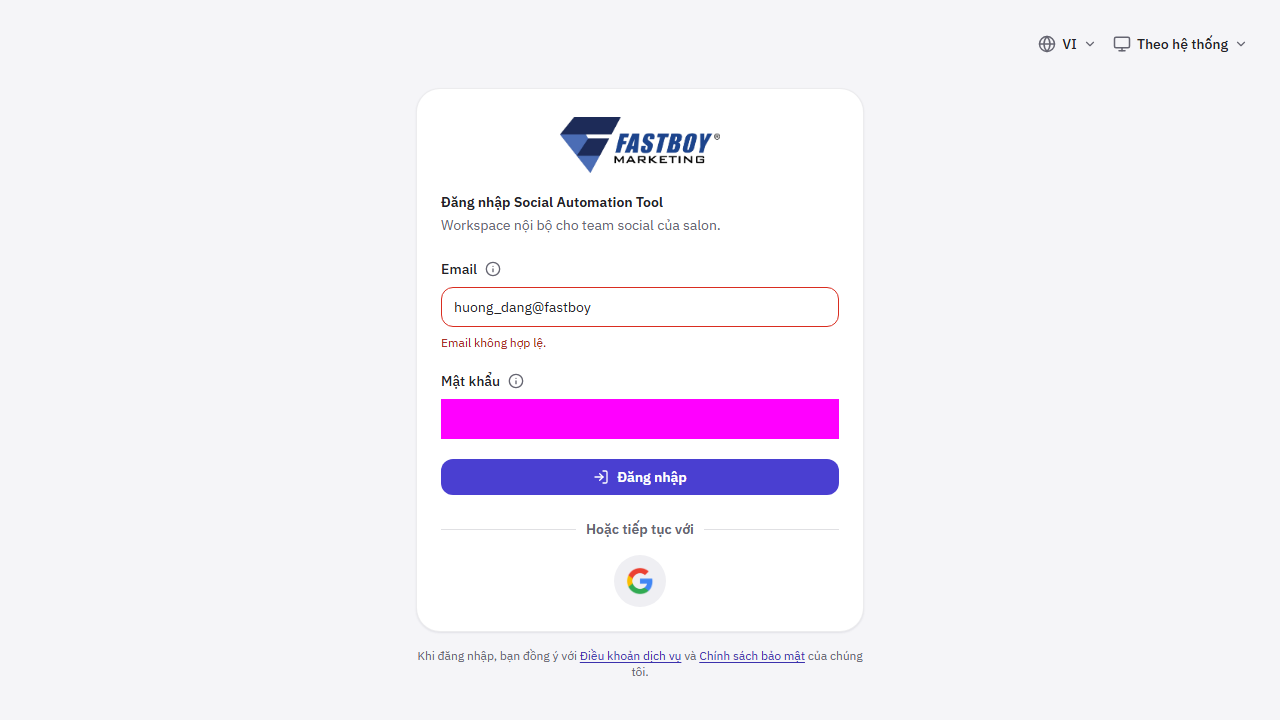 VI
Theo hệ thống
FASTBOY ®
MARKETING
Đăng nhập Social Automation Tool
Workspace nội bộ cho team social của salon.
Email
huong_dang@fastboy
Email không hợp lệ.
Mật khẩu
Đăng nhập
Hoặc tiếp tục với
Khi đăng nhập, bạn đồng ý với Điều khoản dịch vụ và Chính sách bảo mật của chúng
tôi.